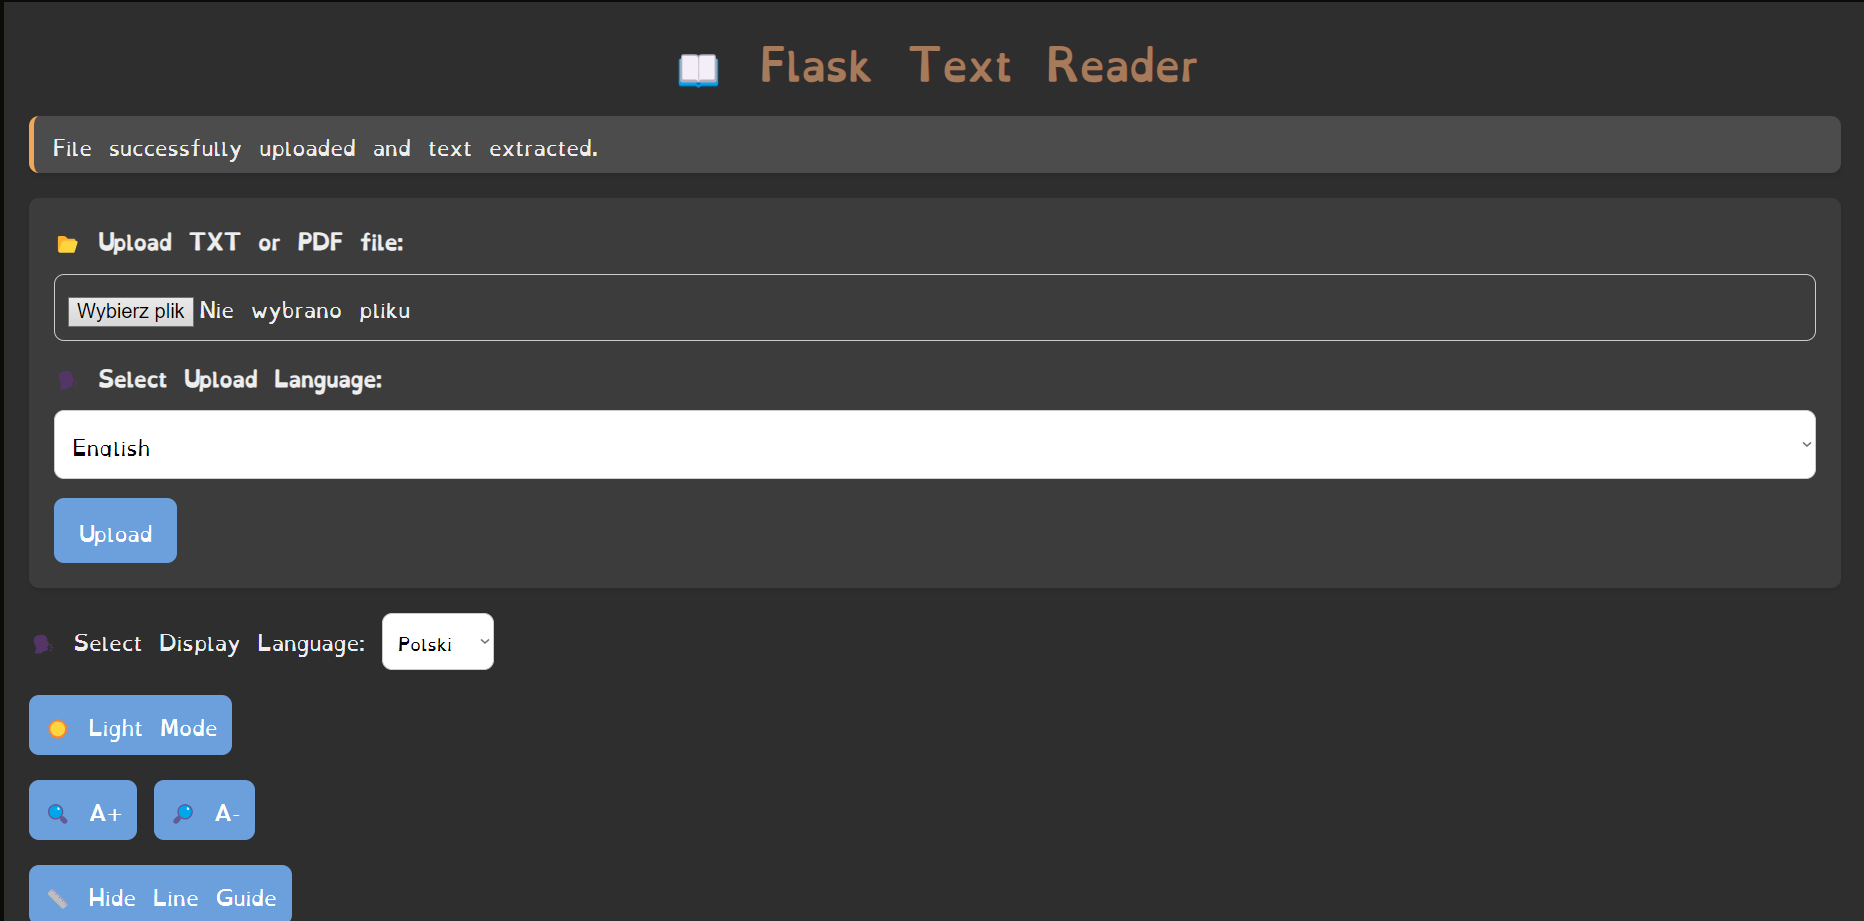 Flask Text Reader
File successfully uploaded and text extracted.
Upload TXT or PDF file:
Wybierz plik Nie wybrano pliku
Select Upload Language:
English
Upload
Select Display Language: Polski
Light Mode
A+ A-
Hide Line Guide